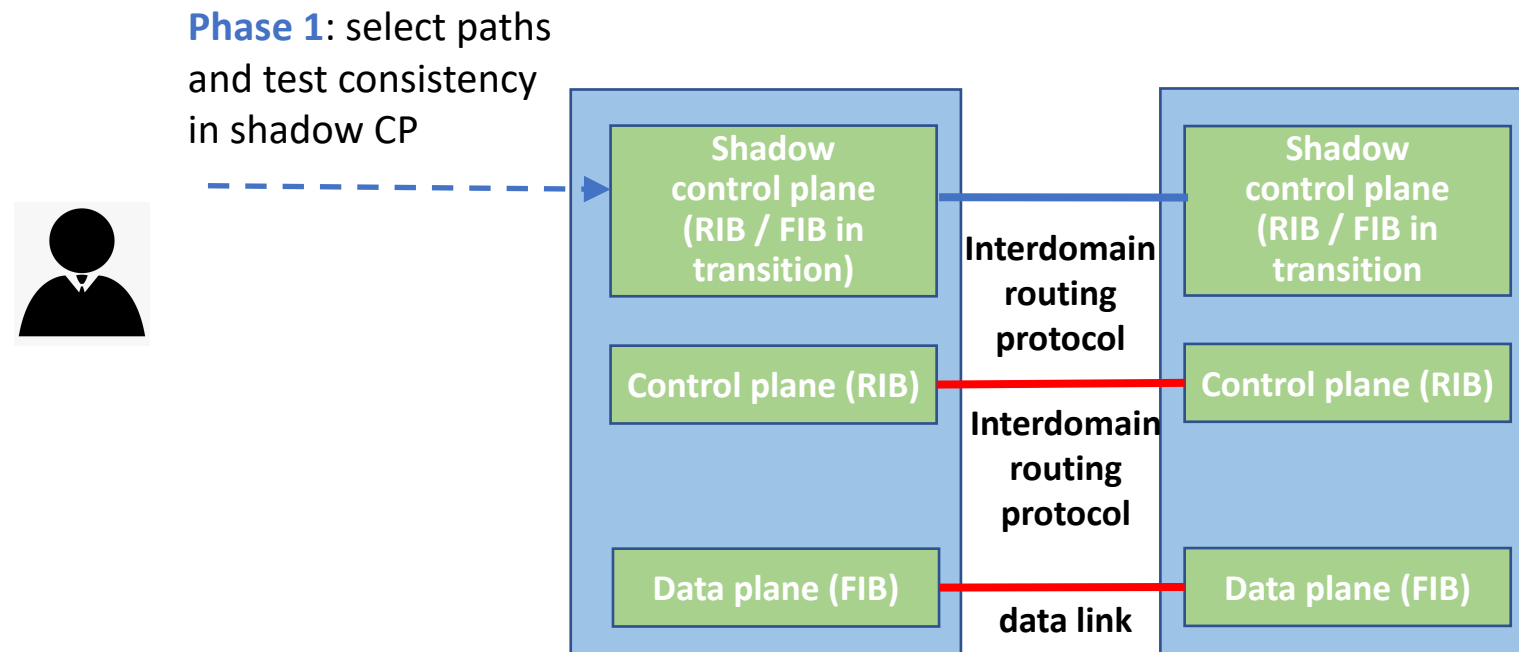 Phase 1: select paths
and test consistency
in shadow CP
Shadow
control plane
(RIB / FIB in
transition)
Shadow
control plane
(RIB / FIB in
transition
Interdomain
routing
protocol
Control plane (RIB)
Control plane (RIB)
Interdomain
routing
protocol
Data plane (FIB)
Data plane (FIB)
data link